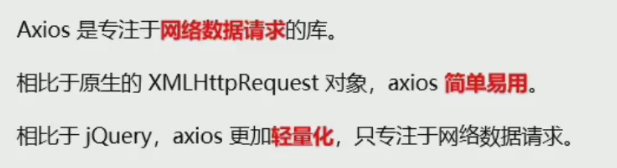 Axios 是专注于网络数据请求的库。
相比于原生的 XMLHttpRequest 对象，axios 简单易用。
相比于 jQuery，axios 更加轻量化，只专注于网络数据请求。